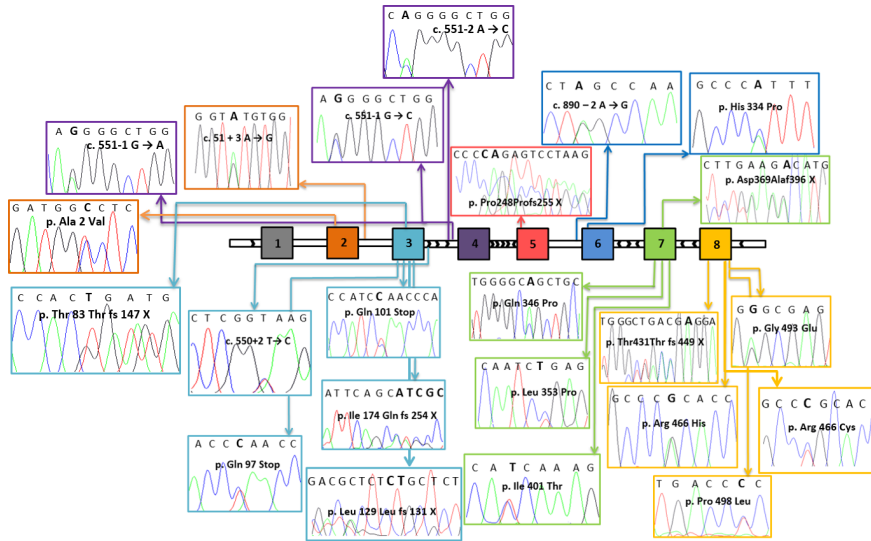 C A G G G G C T G G
c. 551-2 A → C
A G G G G C T G G
c. 551-1 G → C
C T A G C C A A
c. 890 – 2 A → G
G C C C A T T T
p. His 334 Pro
G G T A T G T G G
c. 51 + 3 A → G
A G G G G C T G G
c. 551-1 G → A
C C C C A G A G T C C T A A G
p. Pro248Profs255 X
C T T G A A G A C A T G
p. Asp369Alaf396 X
G A T G G C C T C
p. Ala 2 Val
1
2
3
4
5
6
7
8
C C A C T G A T G
p. Thr 83 Thr fs 147 X
C T C G G T A A G
c. 550+2 T → C
C C A T C C A A C C C A
p. Gln 101 Stop
T G G G G C A G C T G C
p. Gln 346 Pro
T G G G C T G A C G A G G A
p. Thr431Thr fs 449 X
G G G C G A G
p. Gly 493 Glu
C A A T C T G A G
p. Leu 353 Pro
A T T C A G C A T C G C
p. Ile 174 Gln fs 254 X
G C C C G C A C C
p. Arg 466 His
G C C C G C A C
p. Arg 466 Cys
A C C C A A C C
p. Gln 97 Stop
G A C G C T C T C T G C T C T
p. Leu 129 Leu fs 131 X
C A T C A A A G
p. Ile 401 Thr
T G A C C C C
p. Pro 498 Leu